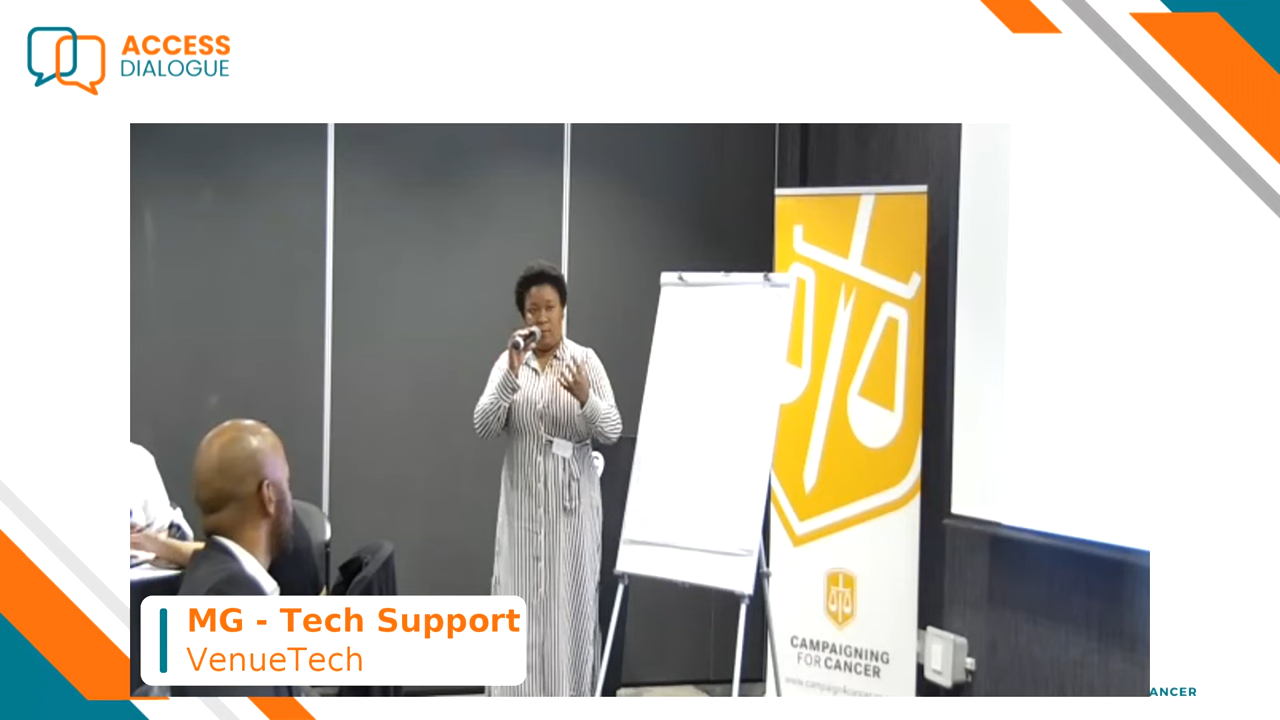 ACCESS
DIALOGUE
MG - Tech Support
VenueTech
CAMPAIGNING
FOR CANCER
ANCER